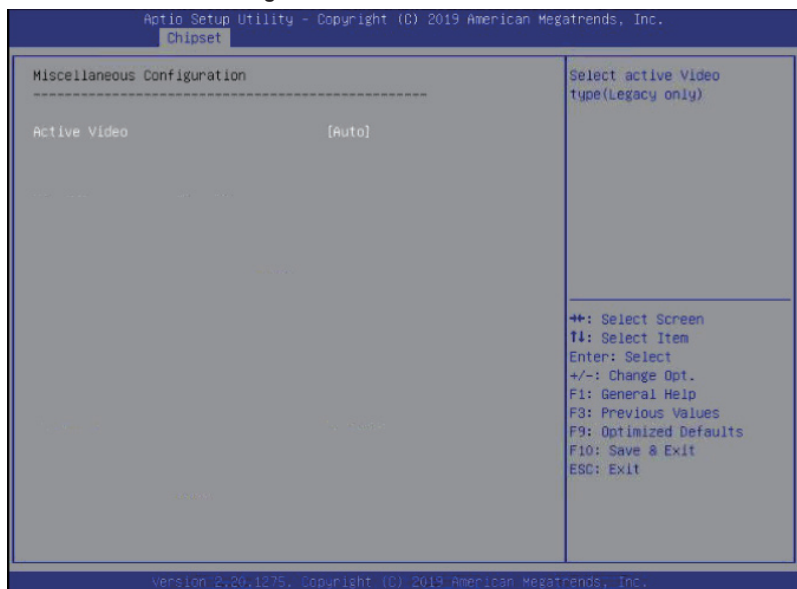 Aptio Setup Utility - Copyright (C) 2019 American Megatrends, Inc.
Chipset
Miscellaneous Configuration
--------------------------------------------------
Active Video [Auto]
Select active Video
type(Legacy only)
→←: Select Screen
↑↓: Select Item
Enter: Select
+/-: Change Opt.
F1: General Help
F3: Previous Values
F9: Optimized Defaults
F10: Save & Exit
ESC: Exit
Version 2.20.1275. Copyright (C) 2019 American Megatrends, Inc.